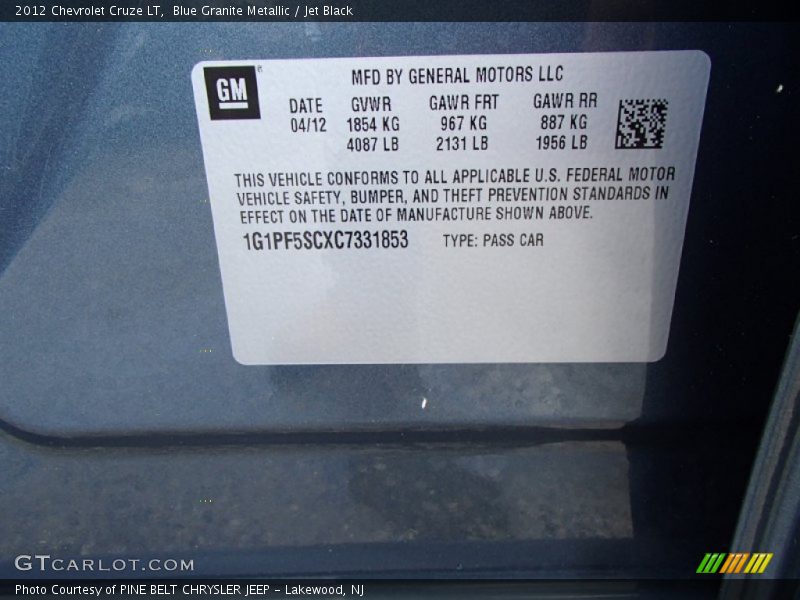 2012 Chevrolet Cruze LT,  Blue Granite Metallic / Jet Black
GM
MFD BY GENERAL MOTORS LLC
DATE GVWR GAWR FRT GAWR RR
04/12 1854 KG 967 KG 887 KG
4087 LB 2131 LB 1956 LB
THIS VEHICLE CONFORMS TO ALL APPLICABLE U.S. FEDERAL MOTOR
VEHICLE SAFETY, BUMPER, AND THEFT PREVENTION STANDARDS IN
EFFECT ON THE DATE OF MANUFACTURE SHOWN ABOVE.
1G1PF5SCXC7331853 TYPE: PASS CAR
GTCARLOT.COM
Photo Courtesy of PINE BELT CHRYSLER JEEP - Lakewood, NJ